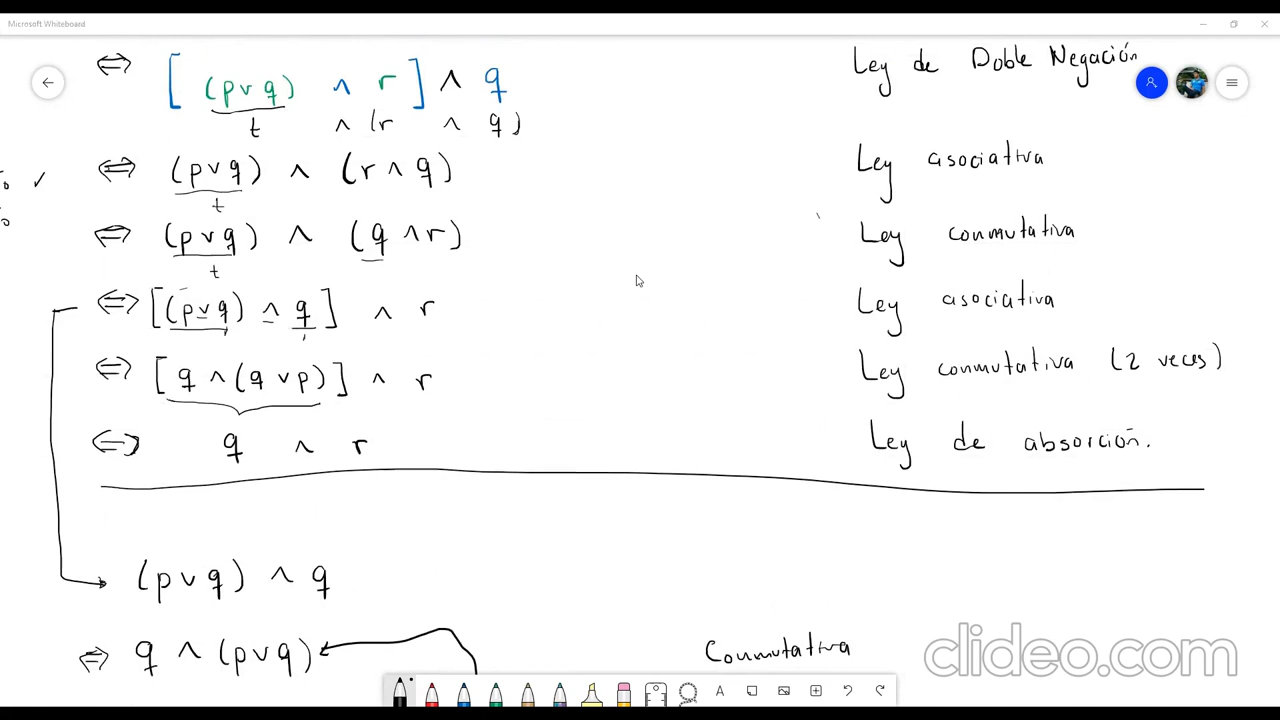 Microsoft Whiteboard
⇔ [ (p∨q) ∧ r ] ∧ q Ley de Doble Negación
t ∧ (r ∧ q)
⇔ (p∨q) ∧ (r ∧ q) Ley asociativa
t
⇔ (p∨q) ∧ (q ∧ r) Ley conmutativa
t
⇔ [(p∨q) ∧ q] ∧ r Ley asociativa
⇔ [q ∧ (q ∨ p)] ∧ r Ley conmutativa (2 veces)
⇔ q ∧ r Ley de absorción.
(p∨q) ∧ q
⇔ q ∧ (p∨q) Conmutativa
clideo.com